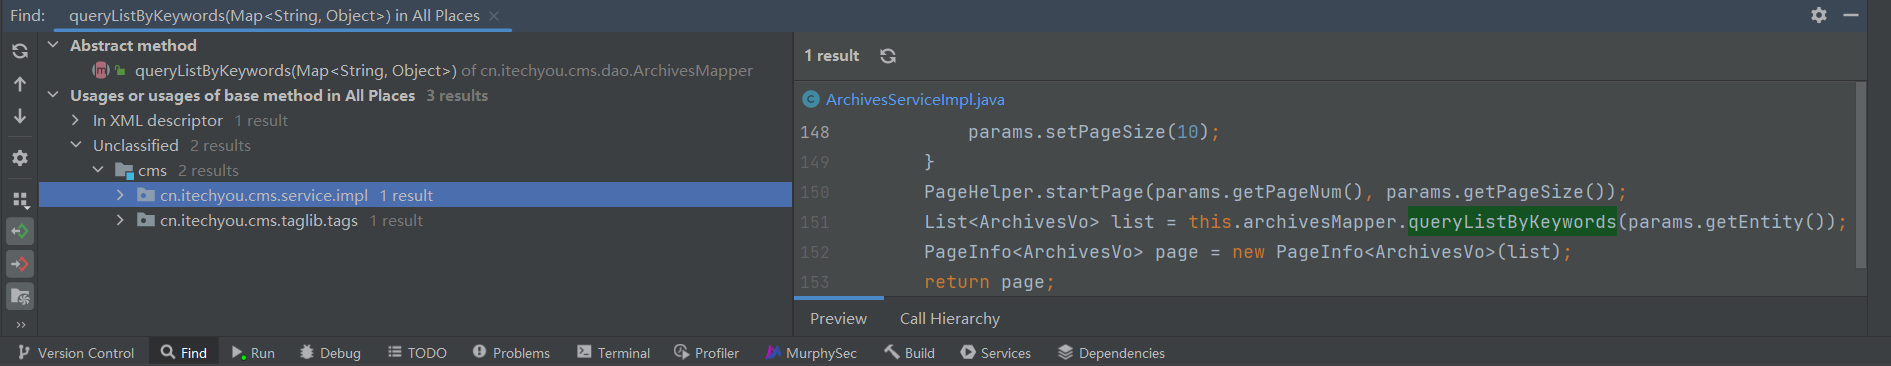 Find: queryListByKeywords(Map<String, Object>) in All Places
Abstract method
queryListByKeywords(Map<String, Object>) of cn.itechyou.cms.dao.ArchivesMapper
Usages or usages of base method in All Places 3 results
In XML descriptor 1 result
Unclassified 2 results
cms 2 results
cn.itechyou.cms.service.impl 1 result
cn.itechyou.cms.taglib.tags 1 result
1 result
ArchivesServiceImpl.java
148 params.setPageSize(10);
149 }
150 PageHelper.startPage(params.getPageNum(), params.getPageSize());
151 List<ArchivesVo> list = this.archivesMapper.queryListByKeywords(params.getEntity());
152 PageInfo<ArchivesVo> page = new PageInfo<ArchivesVo>(list);
153 return page;
Preview Call Hierarchy
Version Control Find Run Debug TODO Problems Terminal Profiler MurphySec Build Services Dependencies